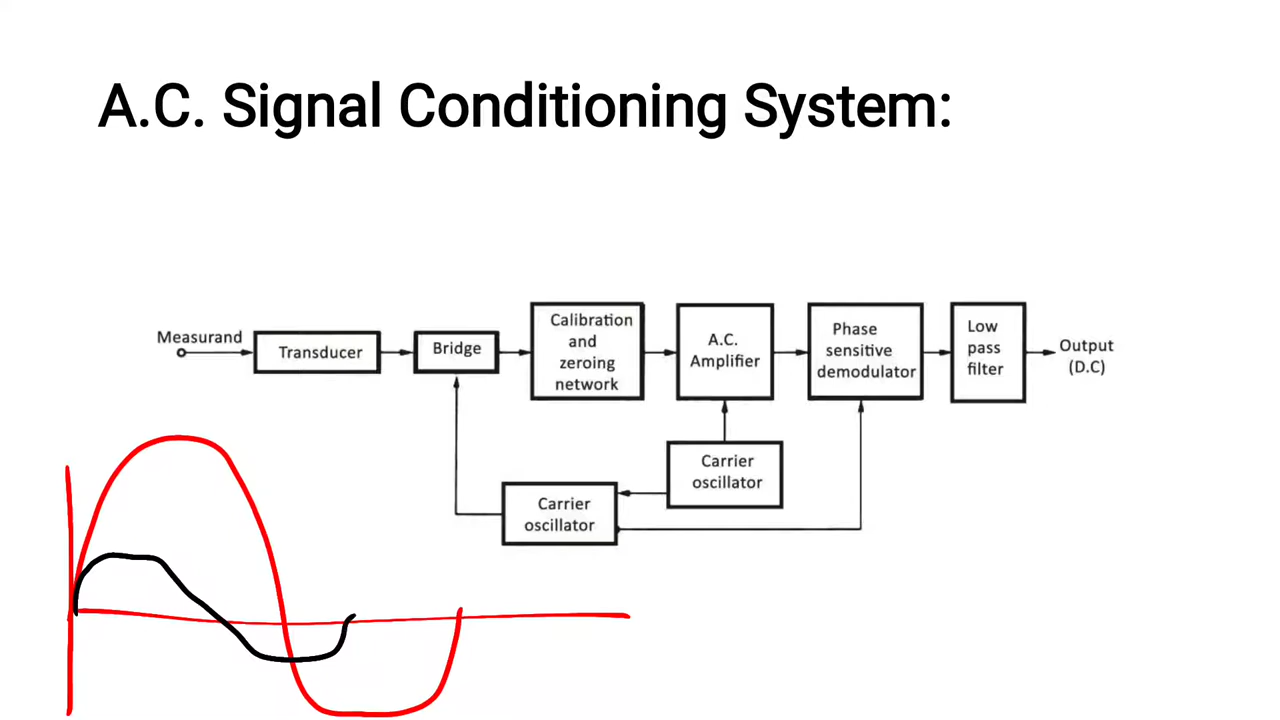 A.C. Signal Conditioning System:
Measurand
Transducer
Bridge
Calibration
and
zeroing
network
A.C.
Amplifier
Phase
sensitive
demodulator
Low
pass
filter
Output
(D.C)
Carrier
oscillator
Carrier
oscillator